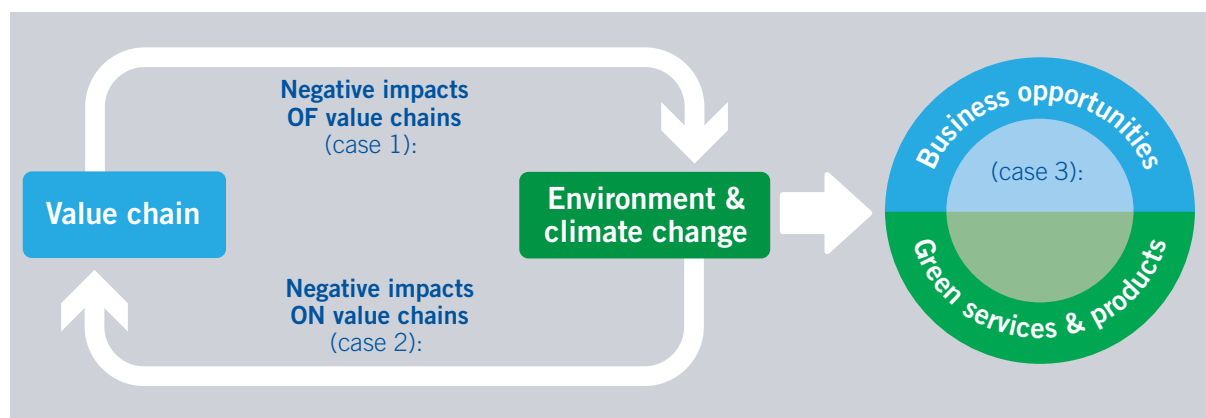 Negative impacts
OF value chains
(case 1):
Value chain
Environment &
climate change
Negative impacts
ON value chains
(case 2):
Business opportunities
(case 3):
Green services & products